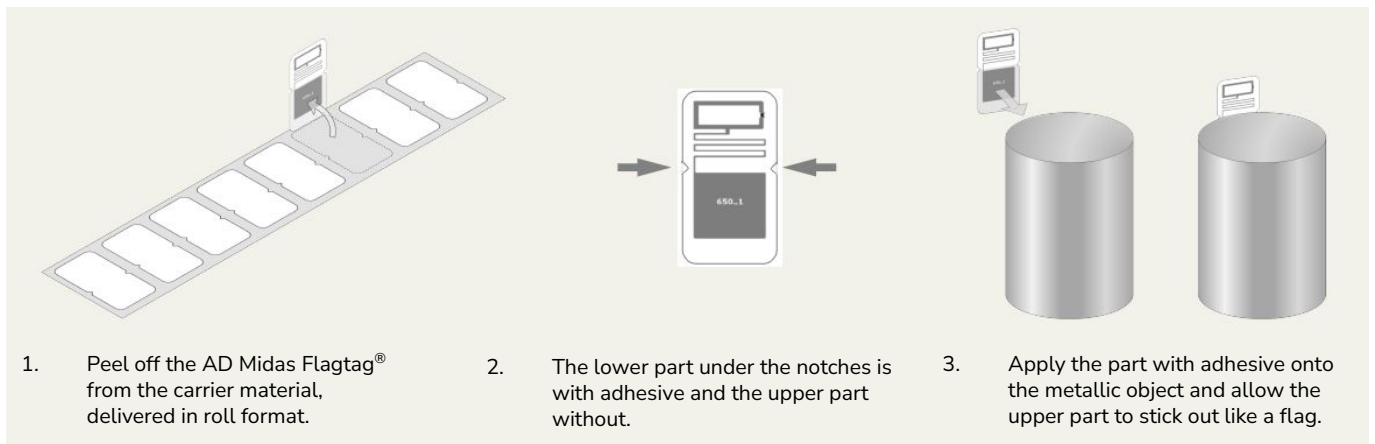 650_1
1. Peel off the AD Midas Flagtag®
from the carrier material,
delivered in roll format.
2. The lower part under the notches is
with adhesive and the upper part
without.
3. Apply the part with adhesive onto
the metallic object and allow the
upper part to stick out like a flag.